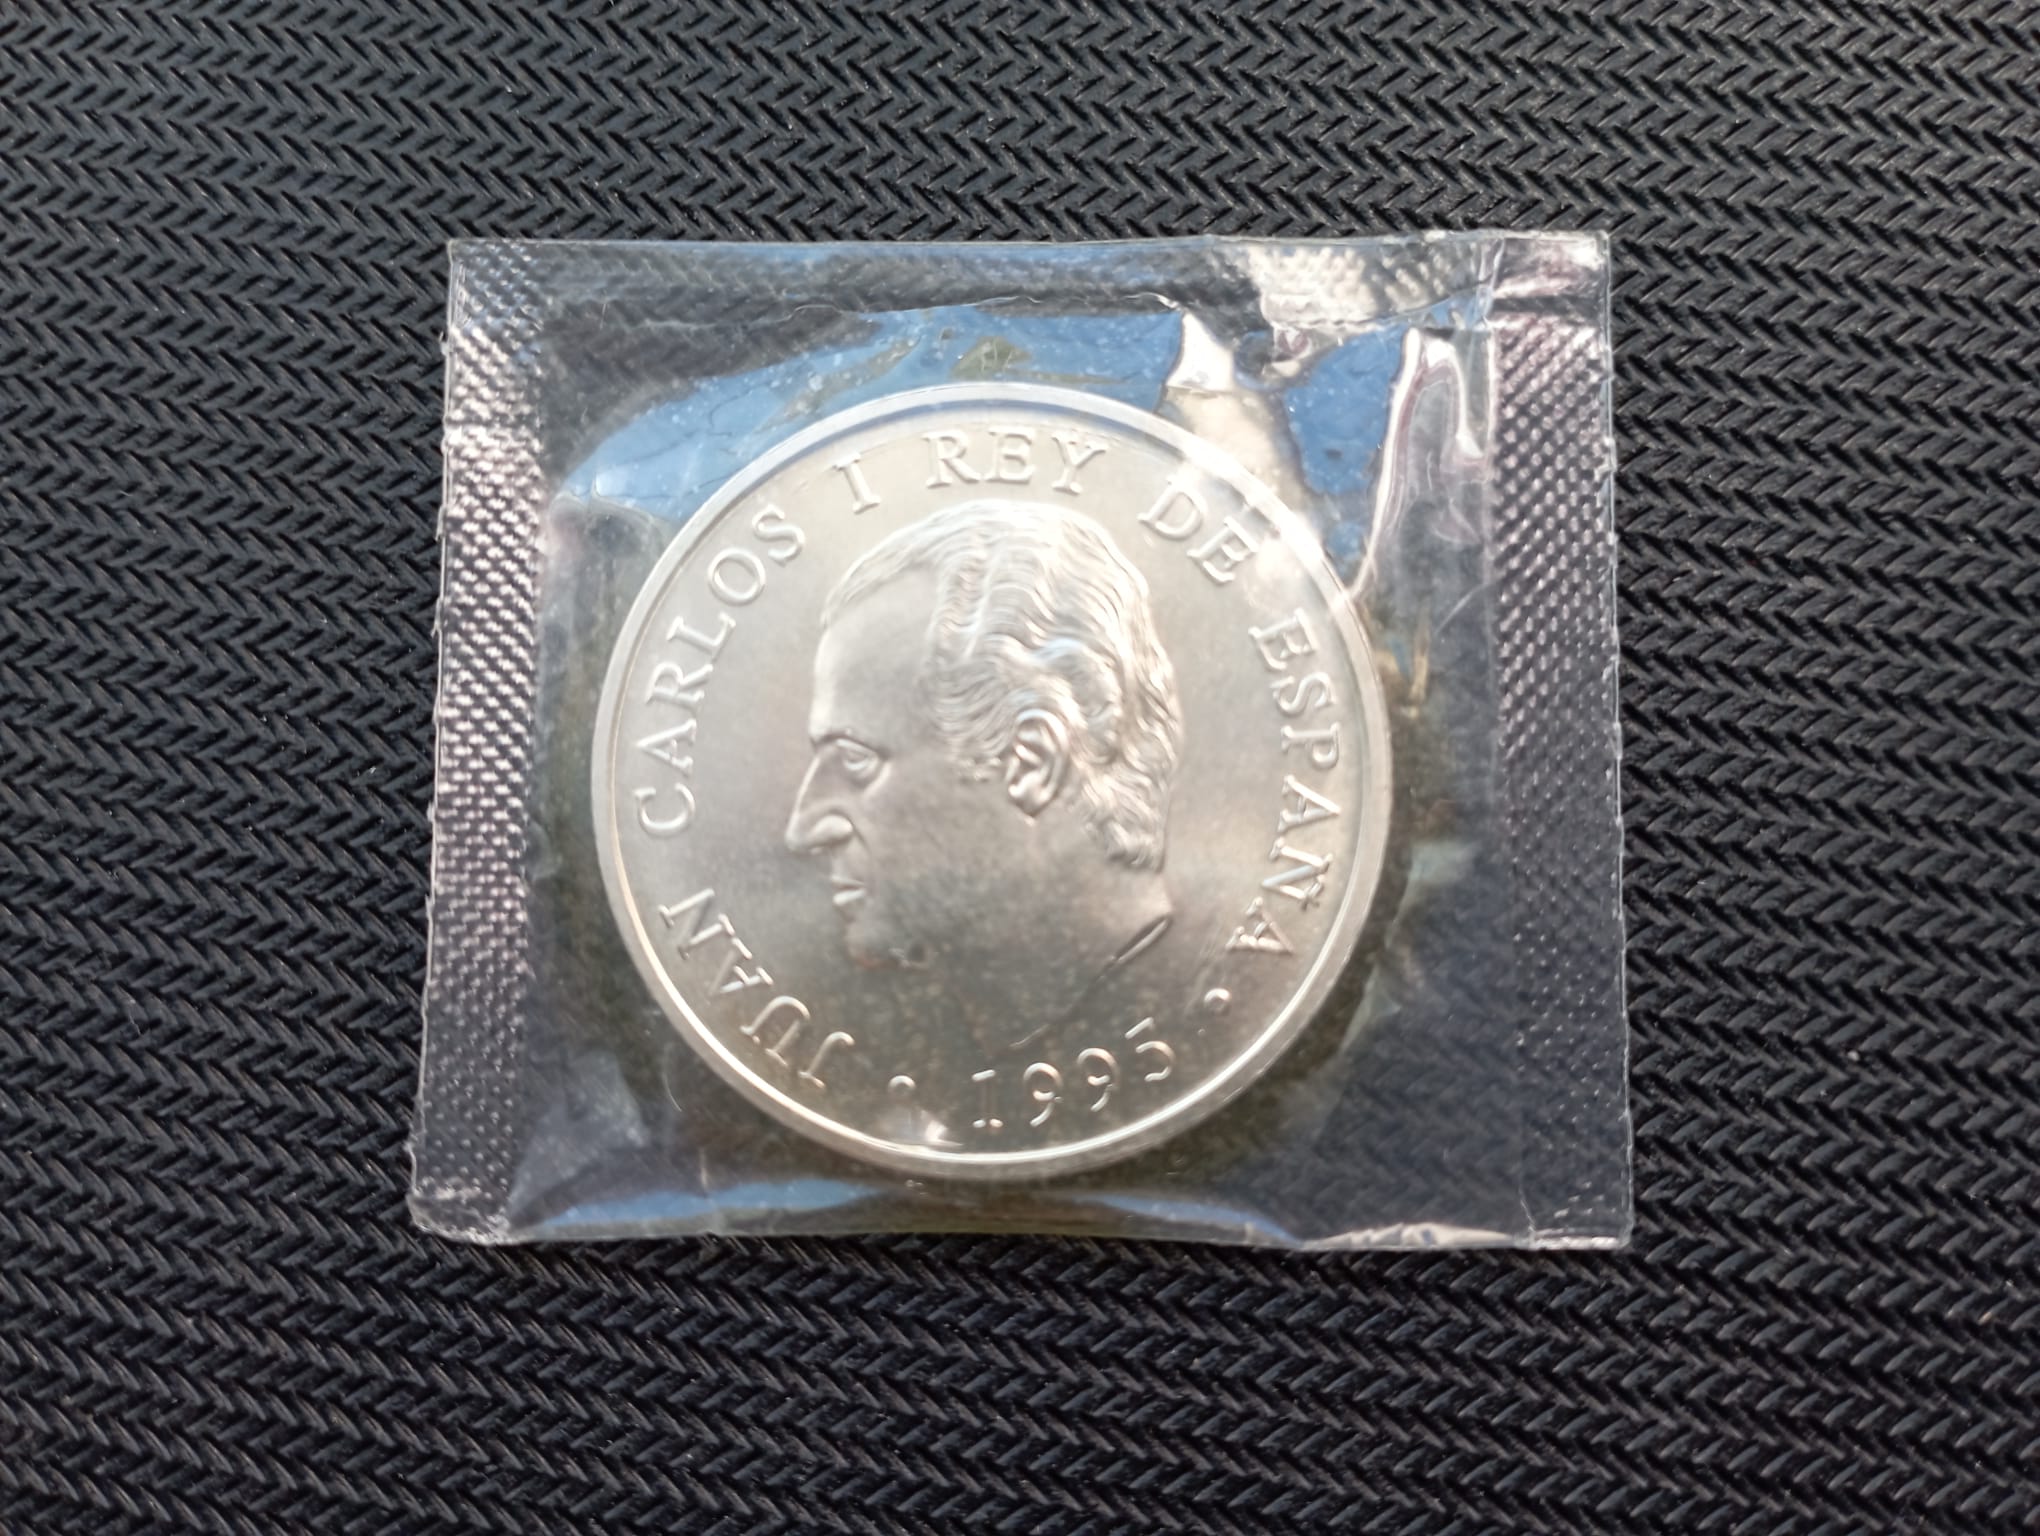 JUAN CARLOS I REY DE ESPAÑA
• 1995 •